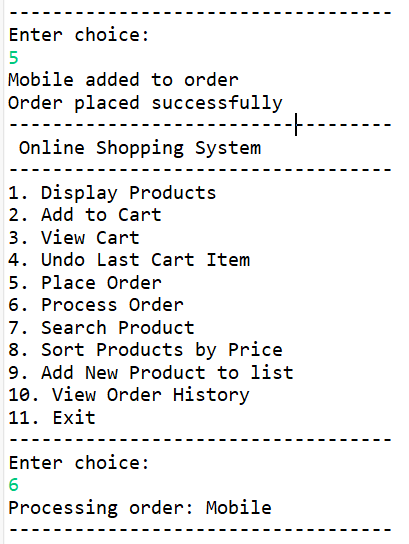 -----------------------------------
Enter choice:
5
Mobile added to order
Order placed successfully
-----------------------------------
 Online Shopping System
-----------------------------------
1. Display Products
2. Add to Cart
3. View Cart
4. Undo Last Cart Item
5. Place Order
6. Process Order
7. Search Product
8. Sort Products by Price
9. Add New Product to list
10. View Order History
11. Exit
-----------------------------------
Enter choice:
6
Processing order: Mobile
-----------------------------------